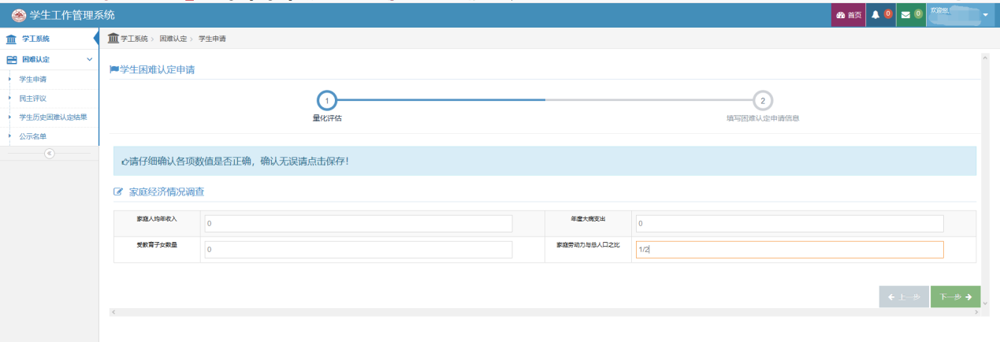 学生工作管理系统
首页 0 0 欢迎您,
学工系统
困难认定
学生申请
民主评议
学生历史困难认定结果
公示名单
学工系统 > 困难认定 > 学生申请
学生困难认定申请
1 2
量化评估 填写困难认定申请信息
请仔细确认各项数值是否正确，确认无误请点击保存！
家庭经济情况调查
家庭人均年收入 0 年度大病支出 0
受教育子女数量 0 家庭劳动力与总人口之比 1/2
上一步 下一步